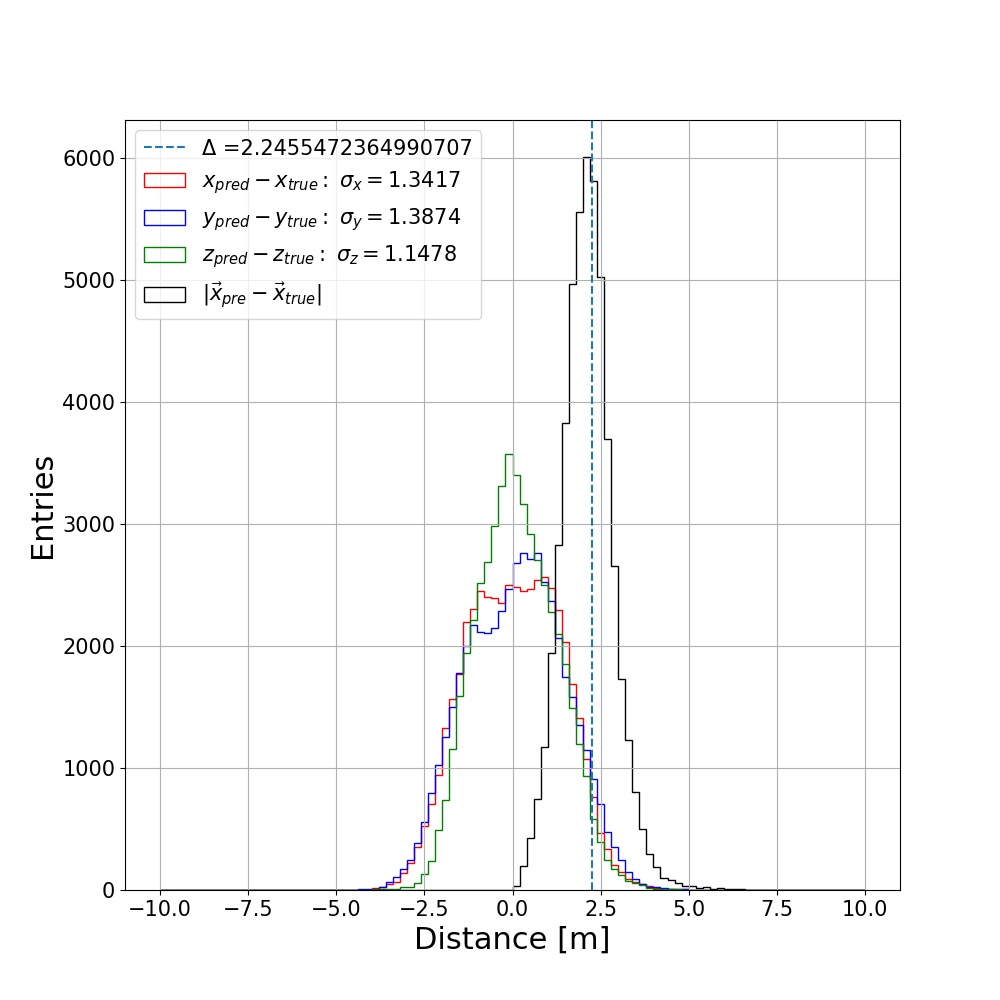 Δ =2.2455472364990707
x_pred − x_true : σ_x = 1.3417
y_pred − y_true : σ_y = 1.3874
z_pred − z_true : σ_z = 1.1478
|x⃗_pre − x⃗_true|
6000
5000
4000
3000
2000
1000
0
Entries
−10.0 −7.5 −5.0 −2.5 0.0 2.5 5.0 7.5 10.0
Distance [m]